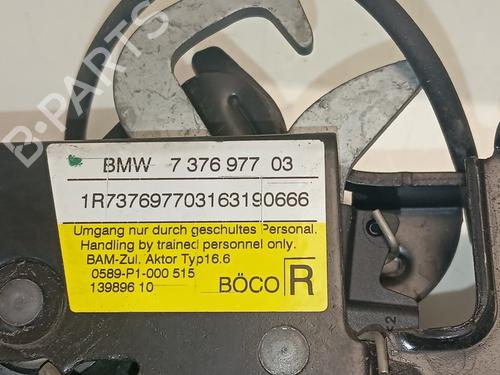 B-PARTS
BMW 7 376 977 03
1R737697703163190666
Umgang nur durch geschultes Personal.
Handling by trained personnel only.
BAM-Zul. Aktor Typ16.6
0589-P1-000 515
139896 10
BÖCO R